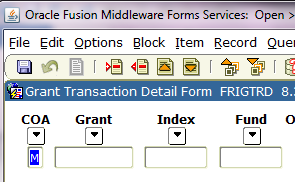 Oracle Fusion Middleware Forms Services: Open >
File Edit Options Block Item Record
Grant Transaction Detail Form FRIGTRD 8.
COA Grant Index Fund
M